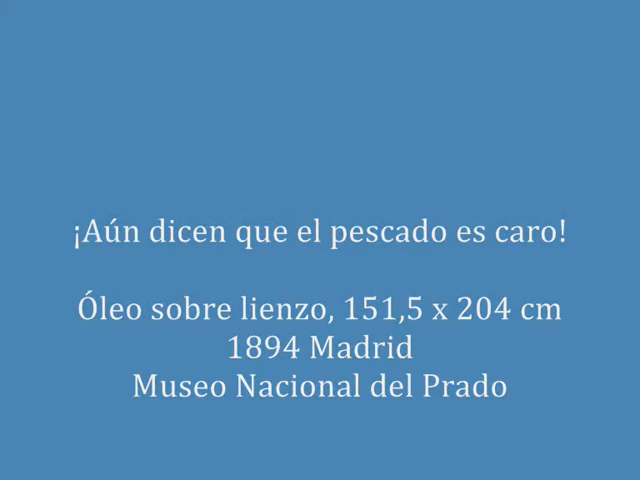 ¡Aún dicen que el pescado es caro!
Óleo sobre lienzo, 151,5 x 204 cm
1894 Madrid
Museo Nacional del Prado